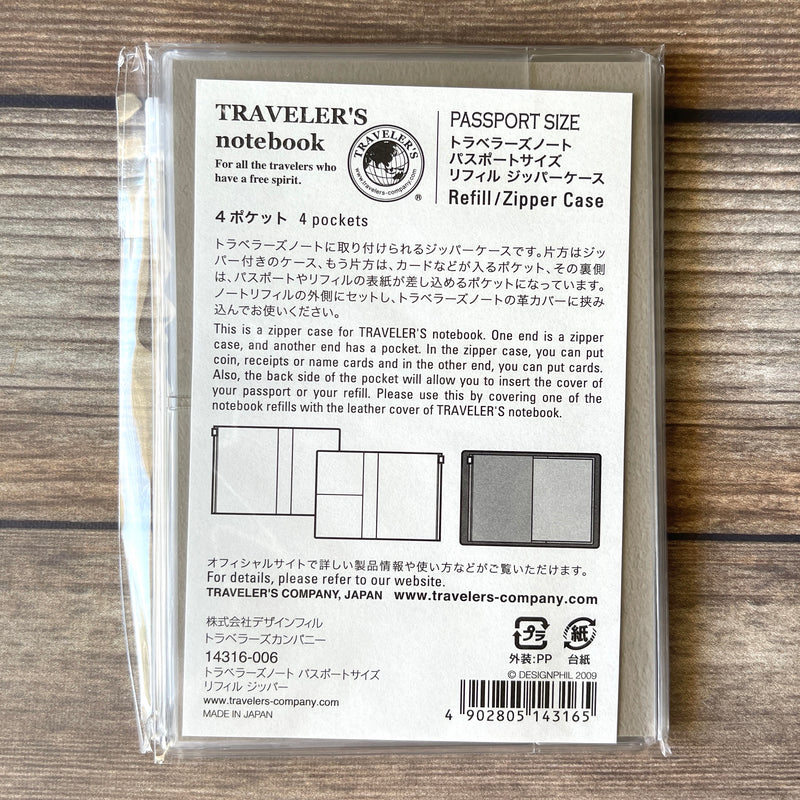 TRAVELER'S
notebook
For all the travelers who
have a free spirit.
TRAVELER'S
www.travelers-company.com
®
PASSPORT SIZE
トラベラーズノート
パスポートサイズ
リフィル ジッパーケース
Refill/Zipper Case
4ポケット 4 pockets
トラベラーズノートに取り付けられるジッパーケースです。片方はジッ
パー付きのケース、もう片方は、カードなどが入るポケット、その裏側
は、パスポートやリフィルの表紙が差し込めるポケットになっています。
ノートリフィルの外側にセットし、トラベラーズノートの革カバーに挟み
込んでお使いください。
This is a zipper case for TRAVELER'S notebook. One end is a zipper
case, and another end has a pocket. In the zipper case, you can put
coin, receipts or name cards and in the other end, you can put cards.
Also, the back side of the pocket will allow you to insert the cover of
your passport or your refill. Please use this by covering one of the
notebook refills with the leather cover of TRAVELER'S notebook.
オフィシャルサイトで詳しい製品情報や使い方などがご覧いただけます。
For details, please refer to our website.
TRAVELER'S COMPANY, JAPAN www.travelers-company.com
株式会社デザインフィル
トラベラーズカンパニー
14316-006
トラベラーズノート パスポートサイズ
リフィル ジッパー
www.travelers-company.com
MADE IN JAPAN
プラ
紙
外装:PP
台紙
© DESIGNPHIL 2009
4 902805 143165